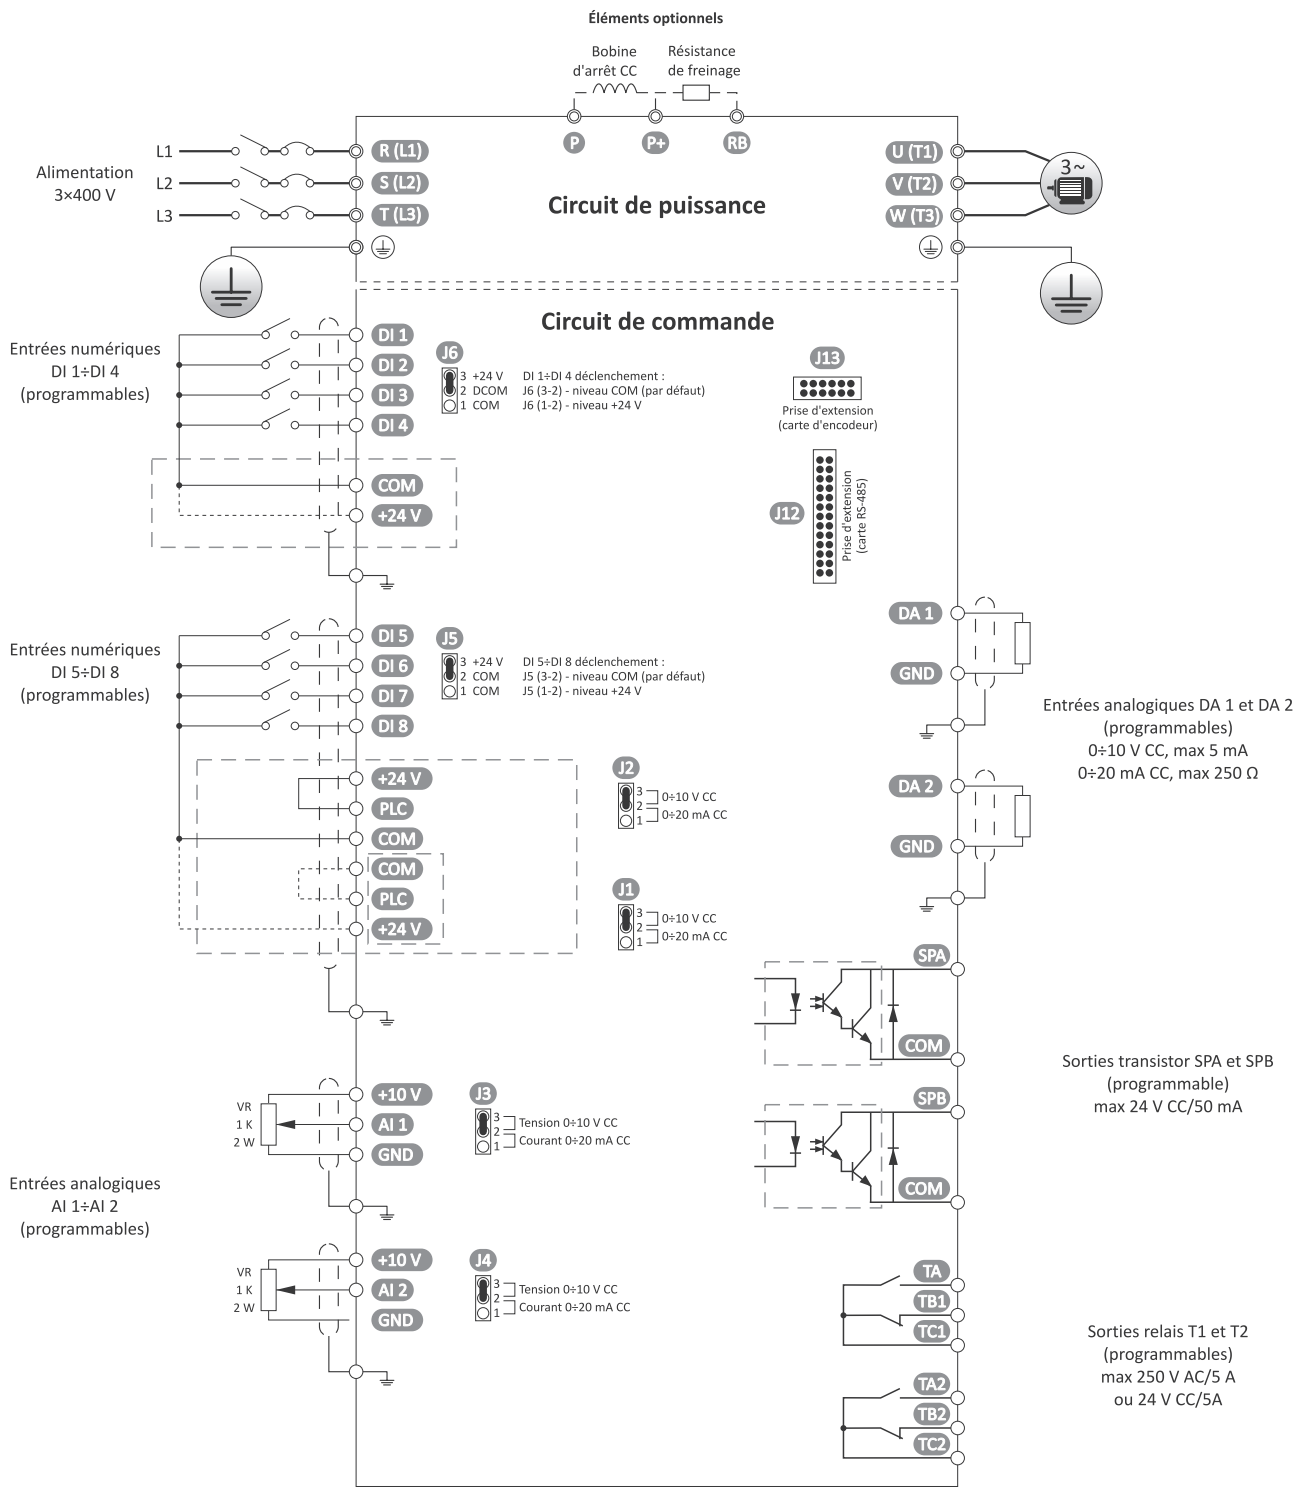 Éléments optionnels
Bobine
d'arrêt CC
Résistance
de freinage
P
P+
RB
Alimentation
3×400 V
L1
L2
L3
R (L1)
S (L2)
T (L3)
Circuit de puissance
U (T1)
V (T2)
W (T3)
3~
Circuit de commande
Entrées numériques
DI 1÷DI 4
(programmables)
DI 1
DI 2
DI 3
DI 4
COM
+24 V
J6
3 +24 V
2 DCOM
1 COM
DI 1÷DI 4 déclenchement :
J6 (3-2) - niveau COM (par défaut)
J6 (1-2) - niveau +24 V
J13
Prise d'extension
(carte d'encodeur)
J12
Prise d'extension
(carte RS-485)
Entrées numériques
DI 5÷DI 8
(programmables)
DI 5
DI 6
DI 7
DI 8
+24 V
PLC
COM
COM
PLC
+24 V
J5
3 +24 V
2 COM
1 COM
DI 5÷DI 8 déclenchement :
J5 (3-2) - niveau COM (par défaut)
J5 (1-2) - niveau +24 V
J2
3
2
1
0÷10 V CC
0÷20 mA CC
J1
3
2
1
0÷10 V CC
0÷20 mA CC
DA 1
GND
DA 2
GND
Entrées analogiques DA 1 et DA 2
(programmables)
0÷10 V CC, max 5 mA
0÷20 mA CC, max 250 Ω
SPA
COM
SPB
COM
Sorties transistor SPA et SPB
(programmable)
max 24 V CC/50 mA
Entrées analogiques
AI 1÷AI 2
(programmables)
VR
1 K
2 W
+10 V
AI 1
GND
J3
3
2
1
Tension 0÷10 V CC
Courant 0÷20 mA CC
VR
1 K
2 W
+10 V
AI 2
GND
J4
3
2
1
Tension 0÷10 V CC
Courant 0÷20 mA CC
TA
TB1
TC1
TA2
TB2
TC2
Sorties relais T1 et T2
(programmables)
max 250 V AC/5 A
ou 24 V CC/5A